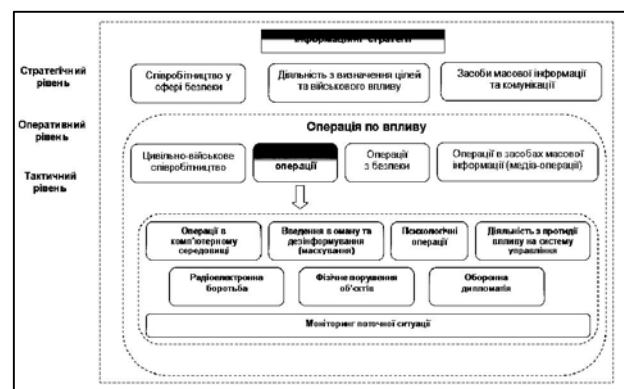 Інформаційні стратегії
Стратегічний
рівень
Співробітництво у
сфері безпеки
Діяльність з визначення цілей
та військового впливу
Засоби масової інформації
та комунікації
Оперативний
рівень
Операція по впливу
Тактичний
рівень
Цивільно-військове
співробітництво
операції
Операції
з безпеки
Операції в засобах масової
інформації (медіа-операції)
Операції в
комп'ютерному
середовищі
Введення в оману та
дезінформування
(маскування)
Психологічні
операції
Діяльність з протидії
впливу на систему
управління
Радіоелектронна
боротьба
Фізичне порушення
об'єктів
Оборонна
дипломатія
Моніторинг поточної ситуації